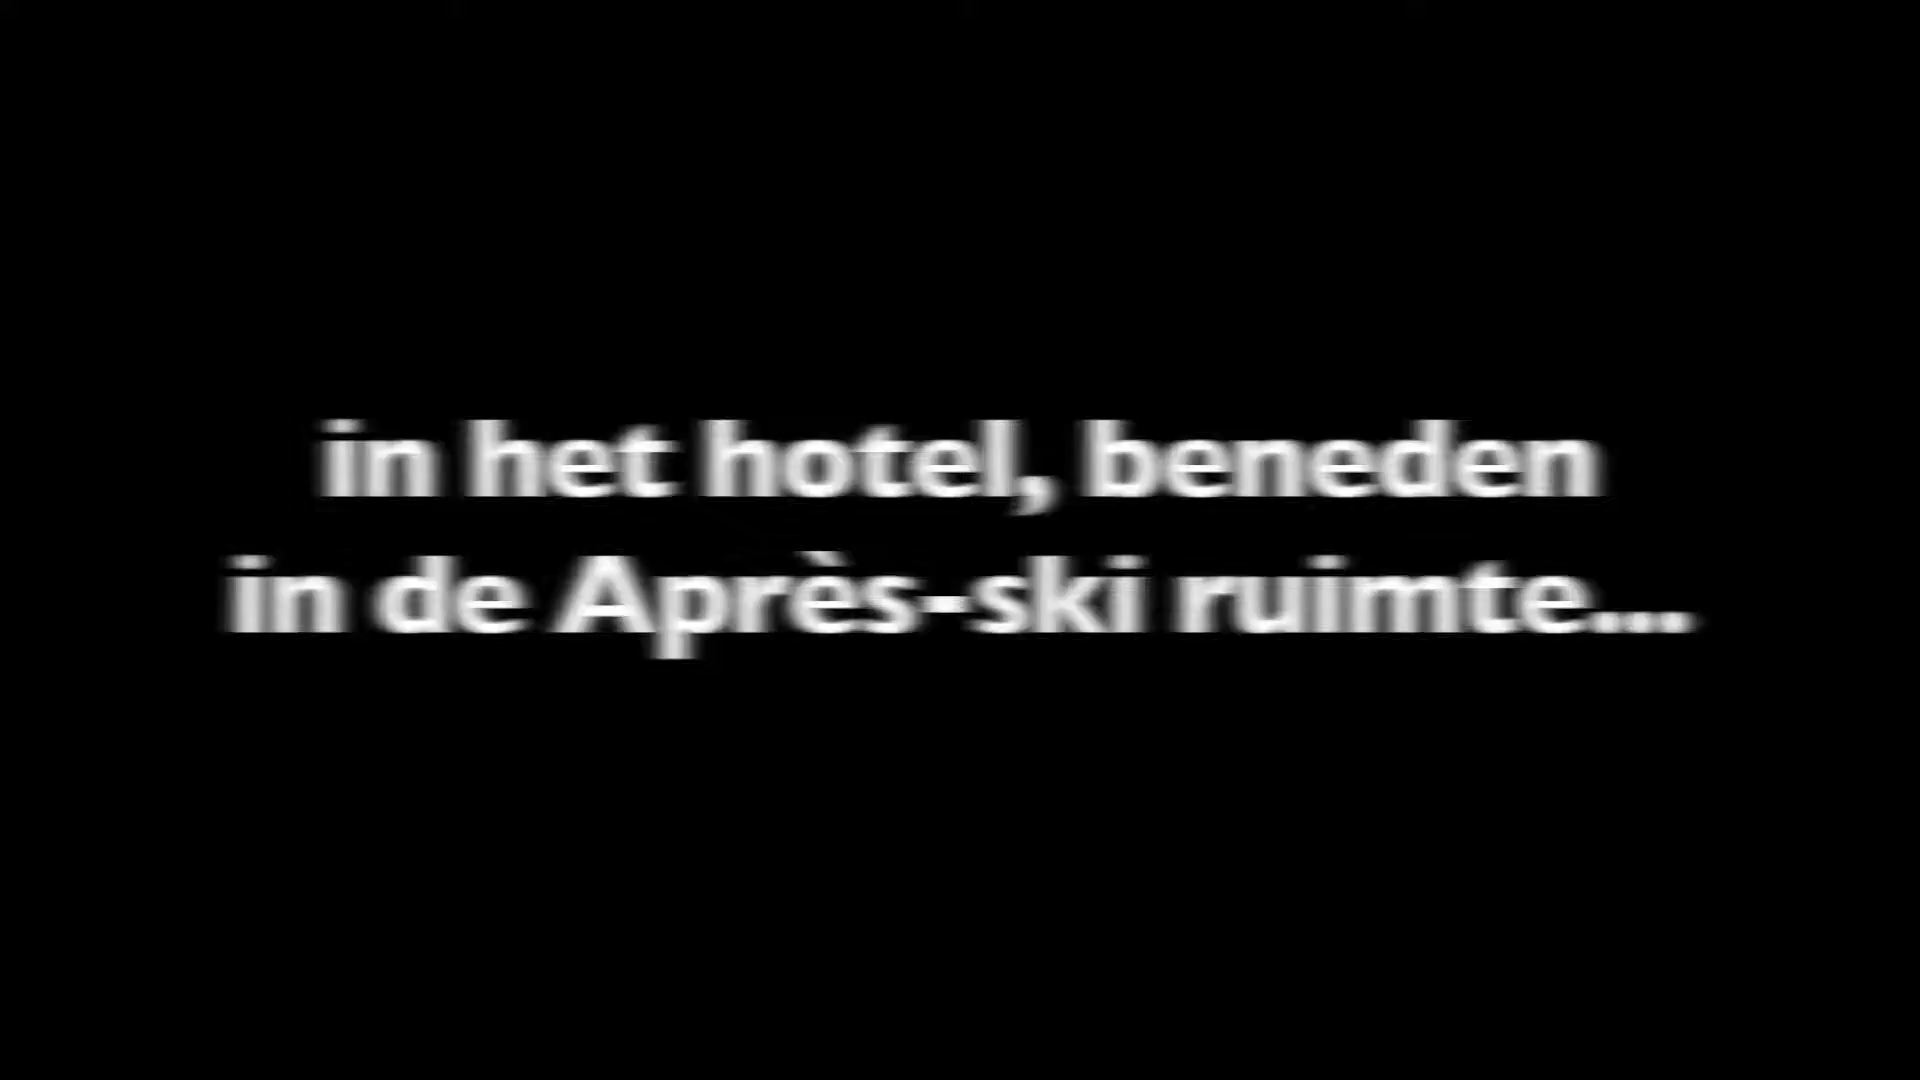 in het hotel, beneden
in de Après-ski ruimte...